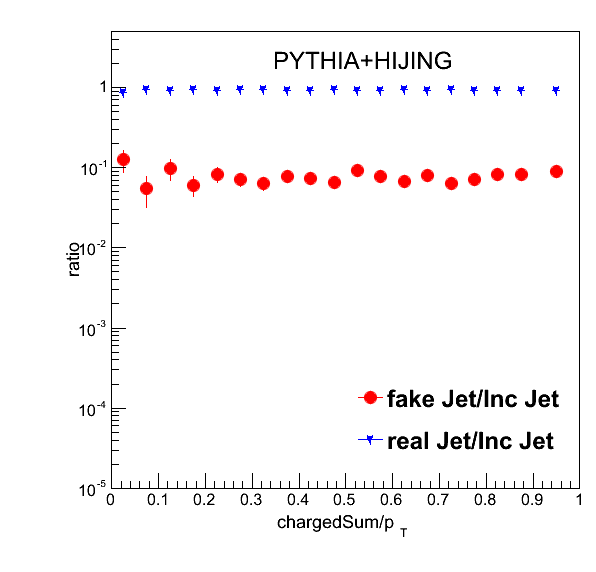 PYTHIA+HIJING
1
10-1
10-2
10-3
10-4
10-5
ratio
fake Jet/Inc Jet
real Jet/Inc Jet
0 0.1 0.2 0.3 0.4 0.5 0.6 0.7 0.8 0.9 1
chargedSum/p T